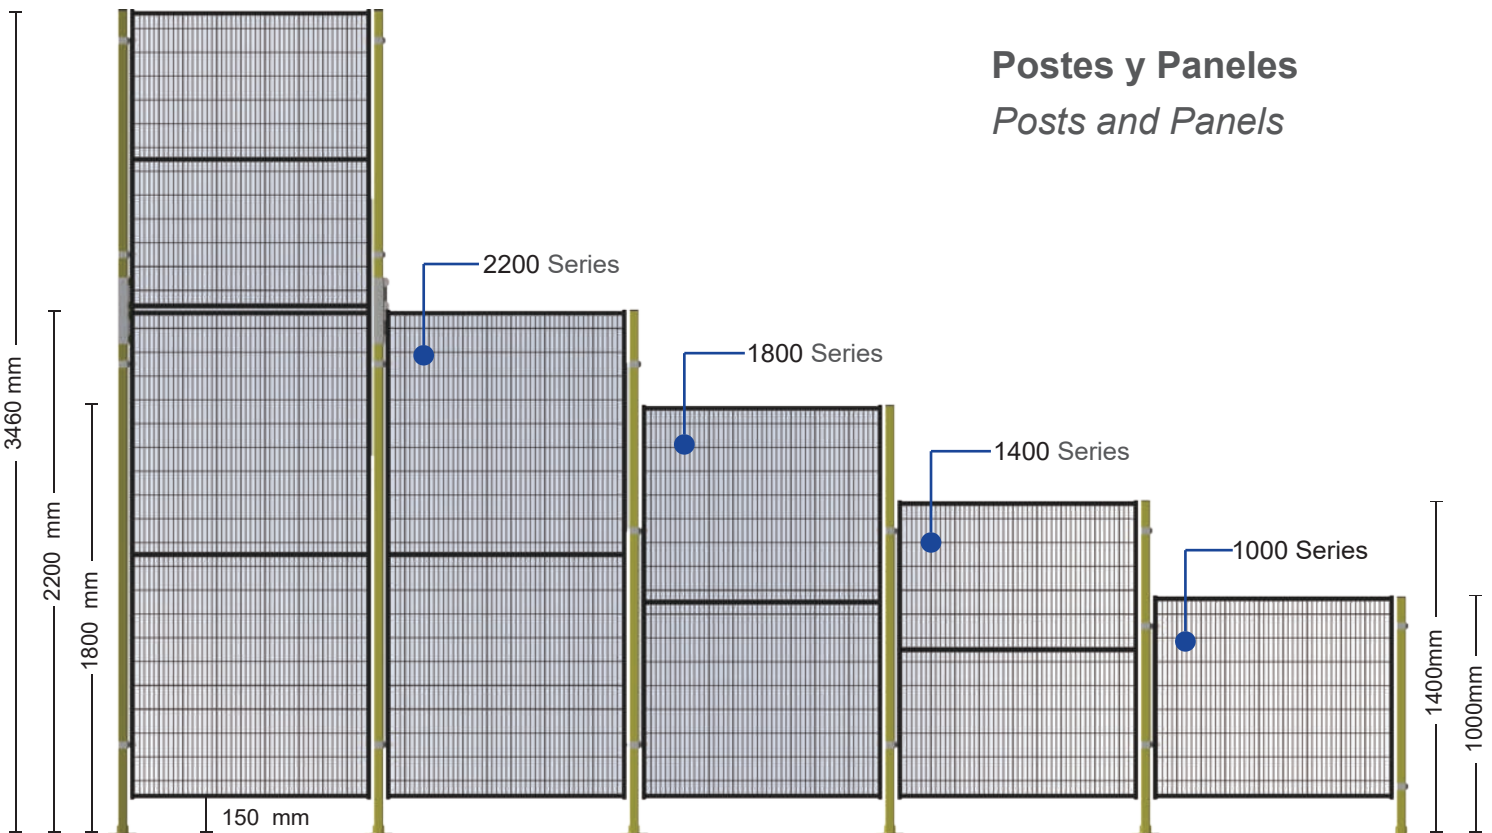 Postes y Paneles
Posts and Panels
2200 Series
1800 Series
1400 Series
1000 Series
3460 mm
2200 mm
1800 mm
150 mm
1400mm
1000mm